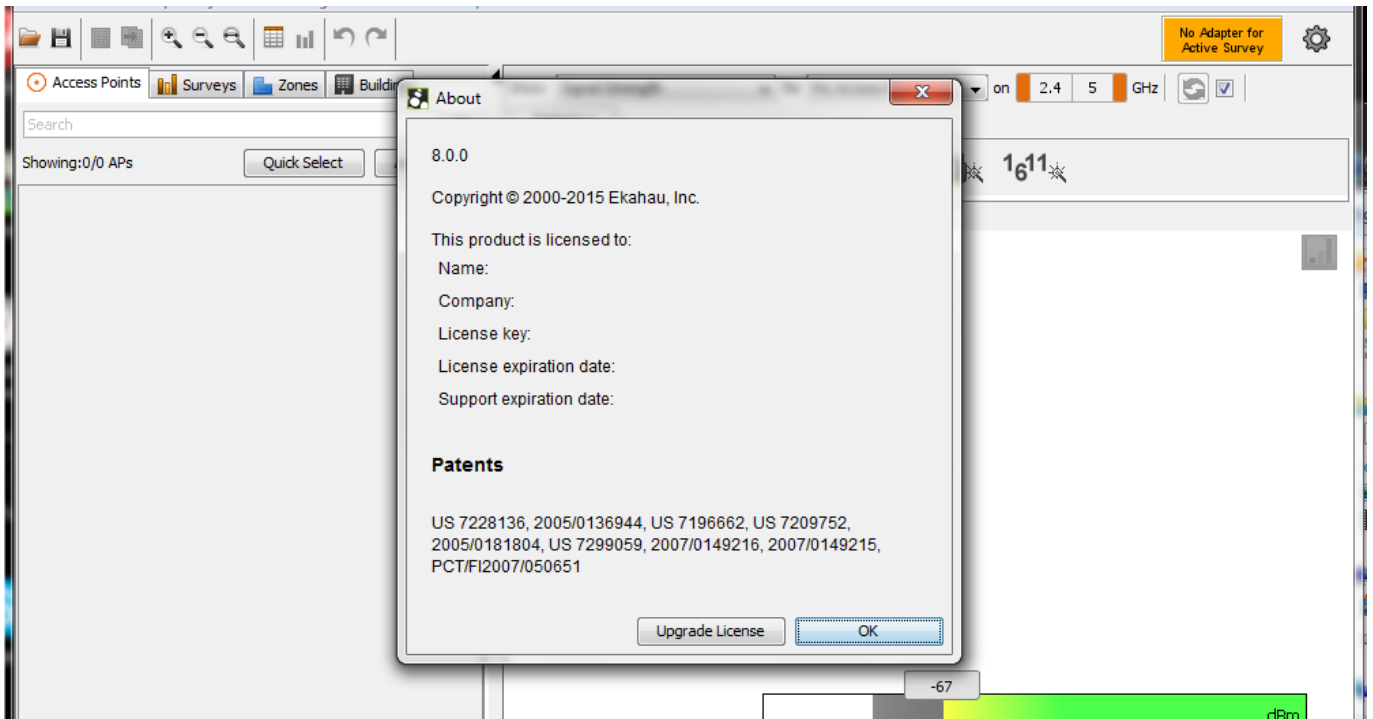 No Adapter for
Active Survey
Access Points
Surveys
Zones
About
on
2.4
5
GHz
Search
Showing:0/0 APs
Quick Select
8.0.0
1 6 11
Copyright © 2000-2015 Ekahau, Inc.
This product is licensed to:
Name:
Company:
License key:
License expiration date:
Support expiration date:
Patents
US 7228136, 2005/0136944, US 7196662, US 7209752,
2005/0181804, US 7299059, 2007/0149216, 2007/0149215,
PCT/FI2007/050651
Upgrade License
OK
-67
dBm